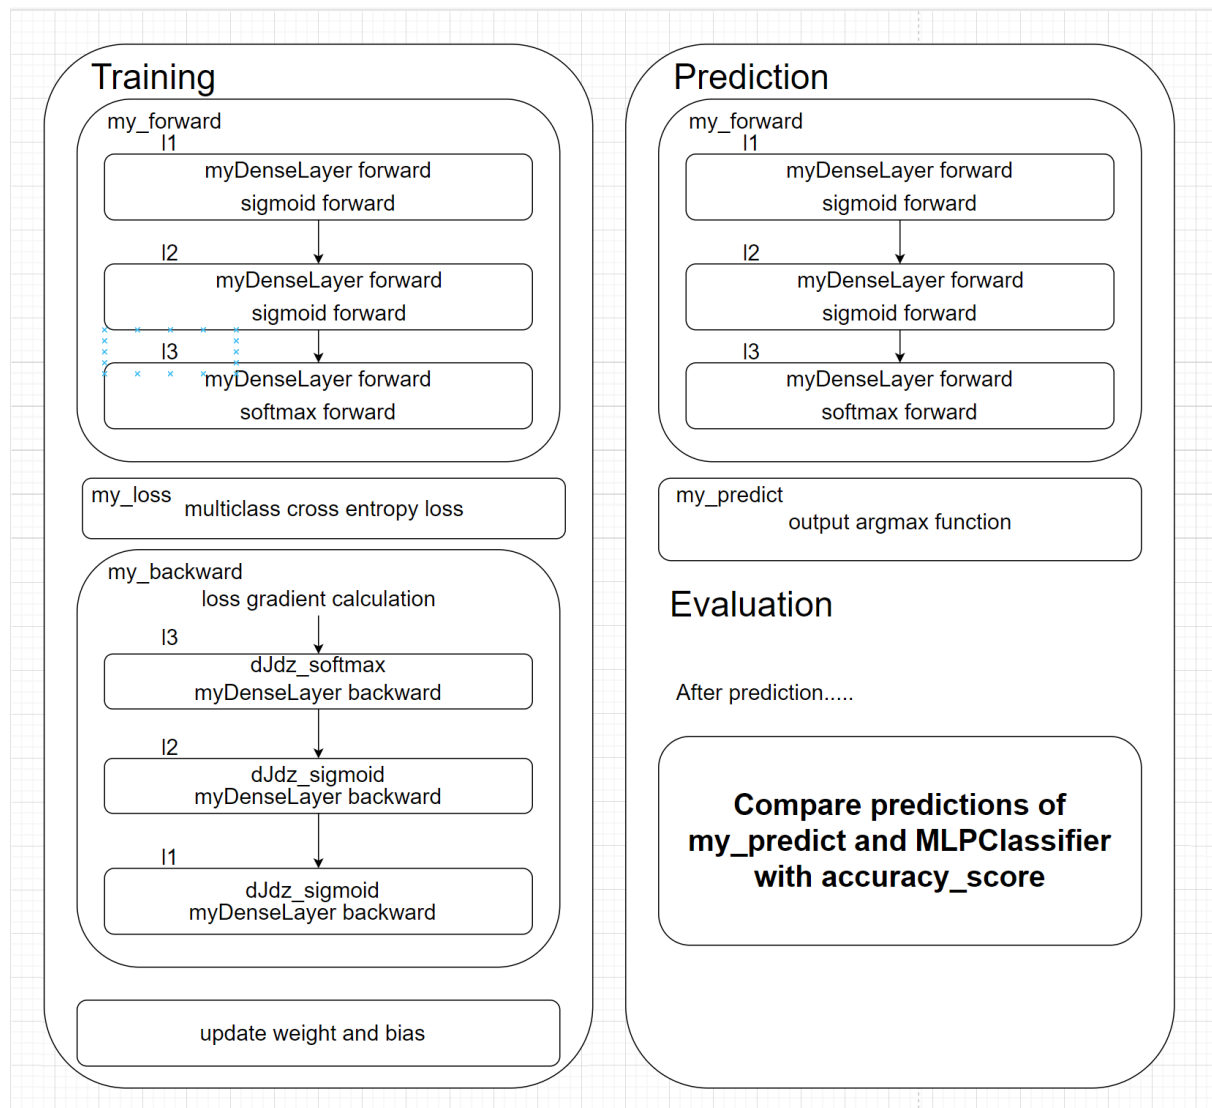 Training
my_forward
l1
myDenseLayer forward
sigmoid forward
l2
myDenseLayer forward
sigmoid forward
l3
myDenseLayer forward
softmax forward
my_loss
multiclass cross entropy loss
my_backward
loss gradient calculation
l3
dJdz_softmax
myDenseLayer backward
l2
dJdz_sigmoid
myDenseLayer backward
l1
dJdz_sigmoid
myDenseLayer backward
update weight and bias
Prediction
my_forward
l1
myDenseLayer forward
sigmoid forward
l2
myDenseLayer forward
sigmoid forward
l3
myDenseLayer forward
softmax forward
my_predict
output argmax function
Evaluation
After prediction.....
Compare predictions of
my_predict and MLPClassifier
with accuracy_score